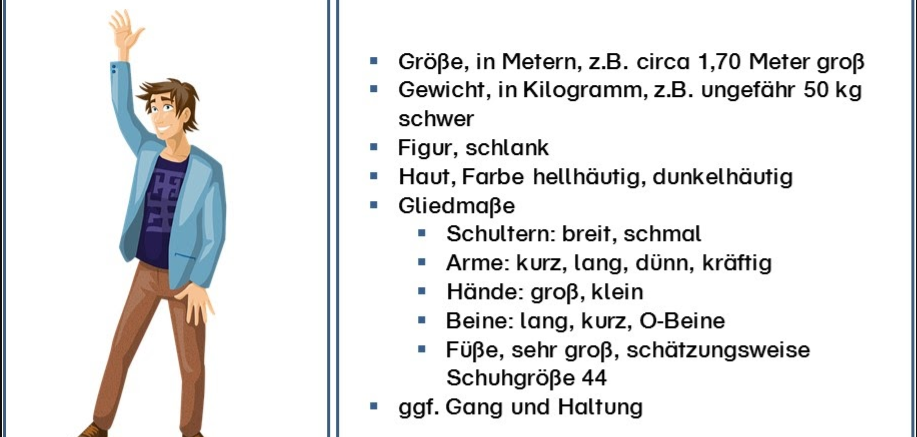 ▪ Größe, in Metern, z.B. circa 1,70 Meter groß
▪ Gewicht, in Kilogramm, z.B. ungefähr 50 kg
schwer
▪ Figur, schlank
▪ Haut, Farbe hellhäutig, dunkelhäutig
▪ Gliedmaße
▪ Schultern: breit, schmal
▪ Arme: kurz, lang, dünn, kräftig
▪ Hände: groß, klein
▪ Beine: lang, kurz, O-Beine
▪ Füße, sehr groß, schätzungsweise
Schuhgröße 44
▪ ggf. Gang und Haltung